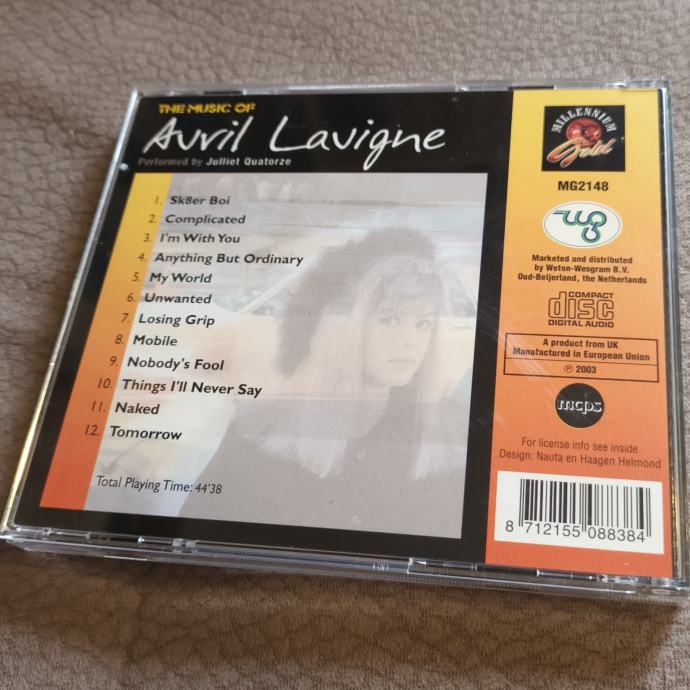 THE MUSIC OF
Avril Lavigne
Performed by Julliet Quatorze
1. Sk8er Boi
2. Complicated
3. I'm With You
4. Anything But Ordinary
5. My World
6. Unwanted
7. Losing Grip
8. Mobile
9. Nobody's Fool
10. Things I'll Never Say
11. Naked
12. Tomorrow
Total Playing Time: 44'38
MILLENNIUM
Gold
MG2148
wg
Marketed and distributed
by Weton-Wesgram B.V.
Oud-Beijerland, the Netherlands
COMPACT
disc
DIGITAL AUDIO
A product from UK
Manufactured in European Union
℗ 2003
mcps
For license info see inside
Design: Nauta en Haagen Helmond
8 712155 088384